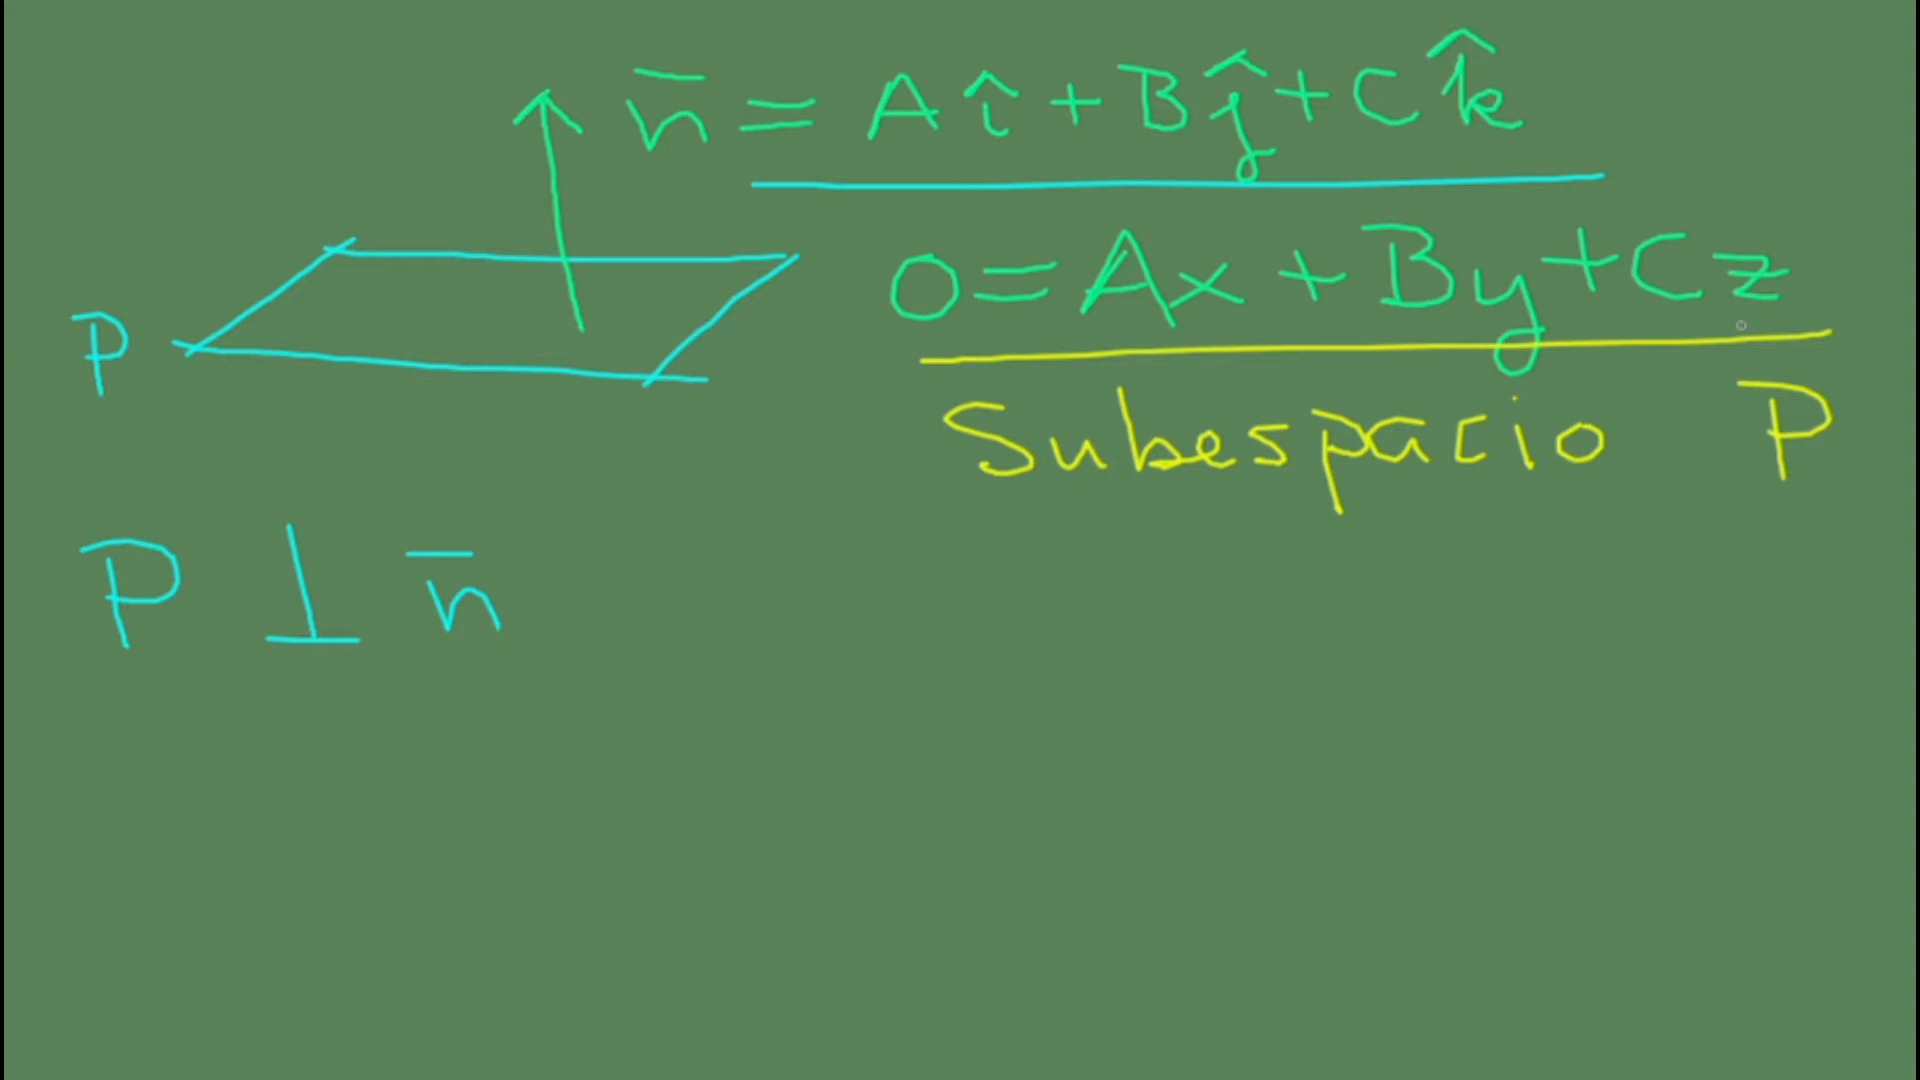 n̅ = Aî + Bĵ + Ck̂
0 = Ax + By + Cz
P
Subespacio P
P ⊥ n̅